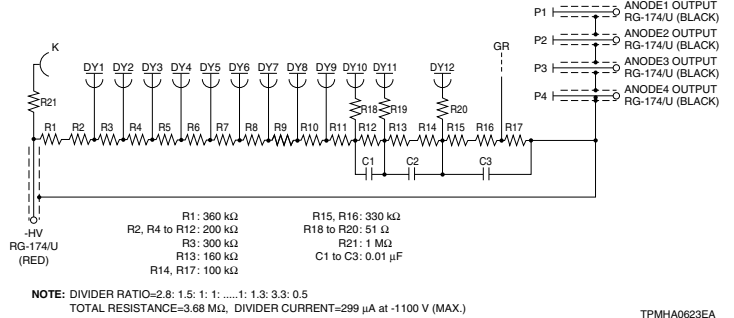 ANODE1 OUTPUT
P1 RG-174/U (BLACK)
ANODE2 OUTPUT
P2 RG-174/U (BLACK)
ANODE3 OUTPUT
P3 RG-174/U (BLACK)
ANODE4 OUTPUT
P4 RG-174/U (BLACK)
K GR
DY1 DY2 DY3 DY4 DY5 DY6 DY7 DY8 DY9 DY10 DY11 DY12
R21 R18 R19 R20
R1 R2 R3 R4 R5 R6 R7 R8 R9 R10 R11 R12 R13 R14 R15 R16 R17
C1 C2 C3
-HV
RG-174/U
(RED)
R1: 360 kΩ
R2, R4 to R12: 200 kΩ
R3: 300 kΩ
R13: 160 kΩ
R14, R17: 100 kΩ
R15, R16: 330 kΩ
R18 to R20: 51 Ω
R21: 1 MΩ
C1 to C3: 0.01 µF
NOTE: DIVIDER RATIO=2.8: 1.5: 1: 1: .....1: 1.3: 3.3: 0.5
TOTAL RESISTANCE=3.68 MΩ, DIVIDER CURRENT=299 µA at -1100 V (MAX.)
TPMHA0623EA